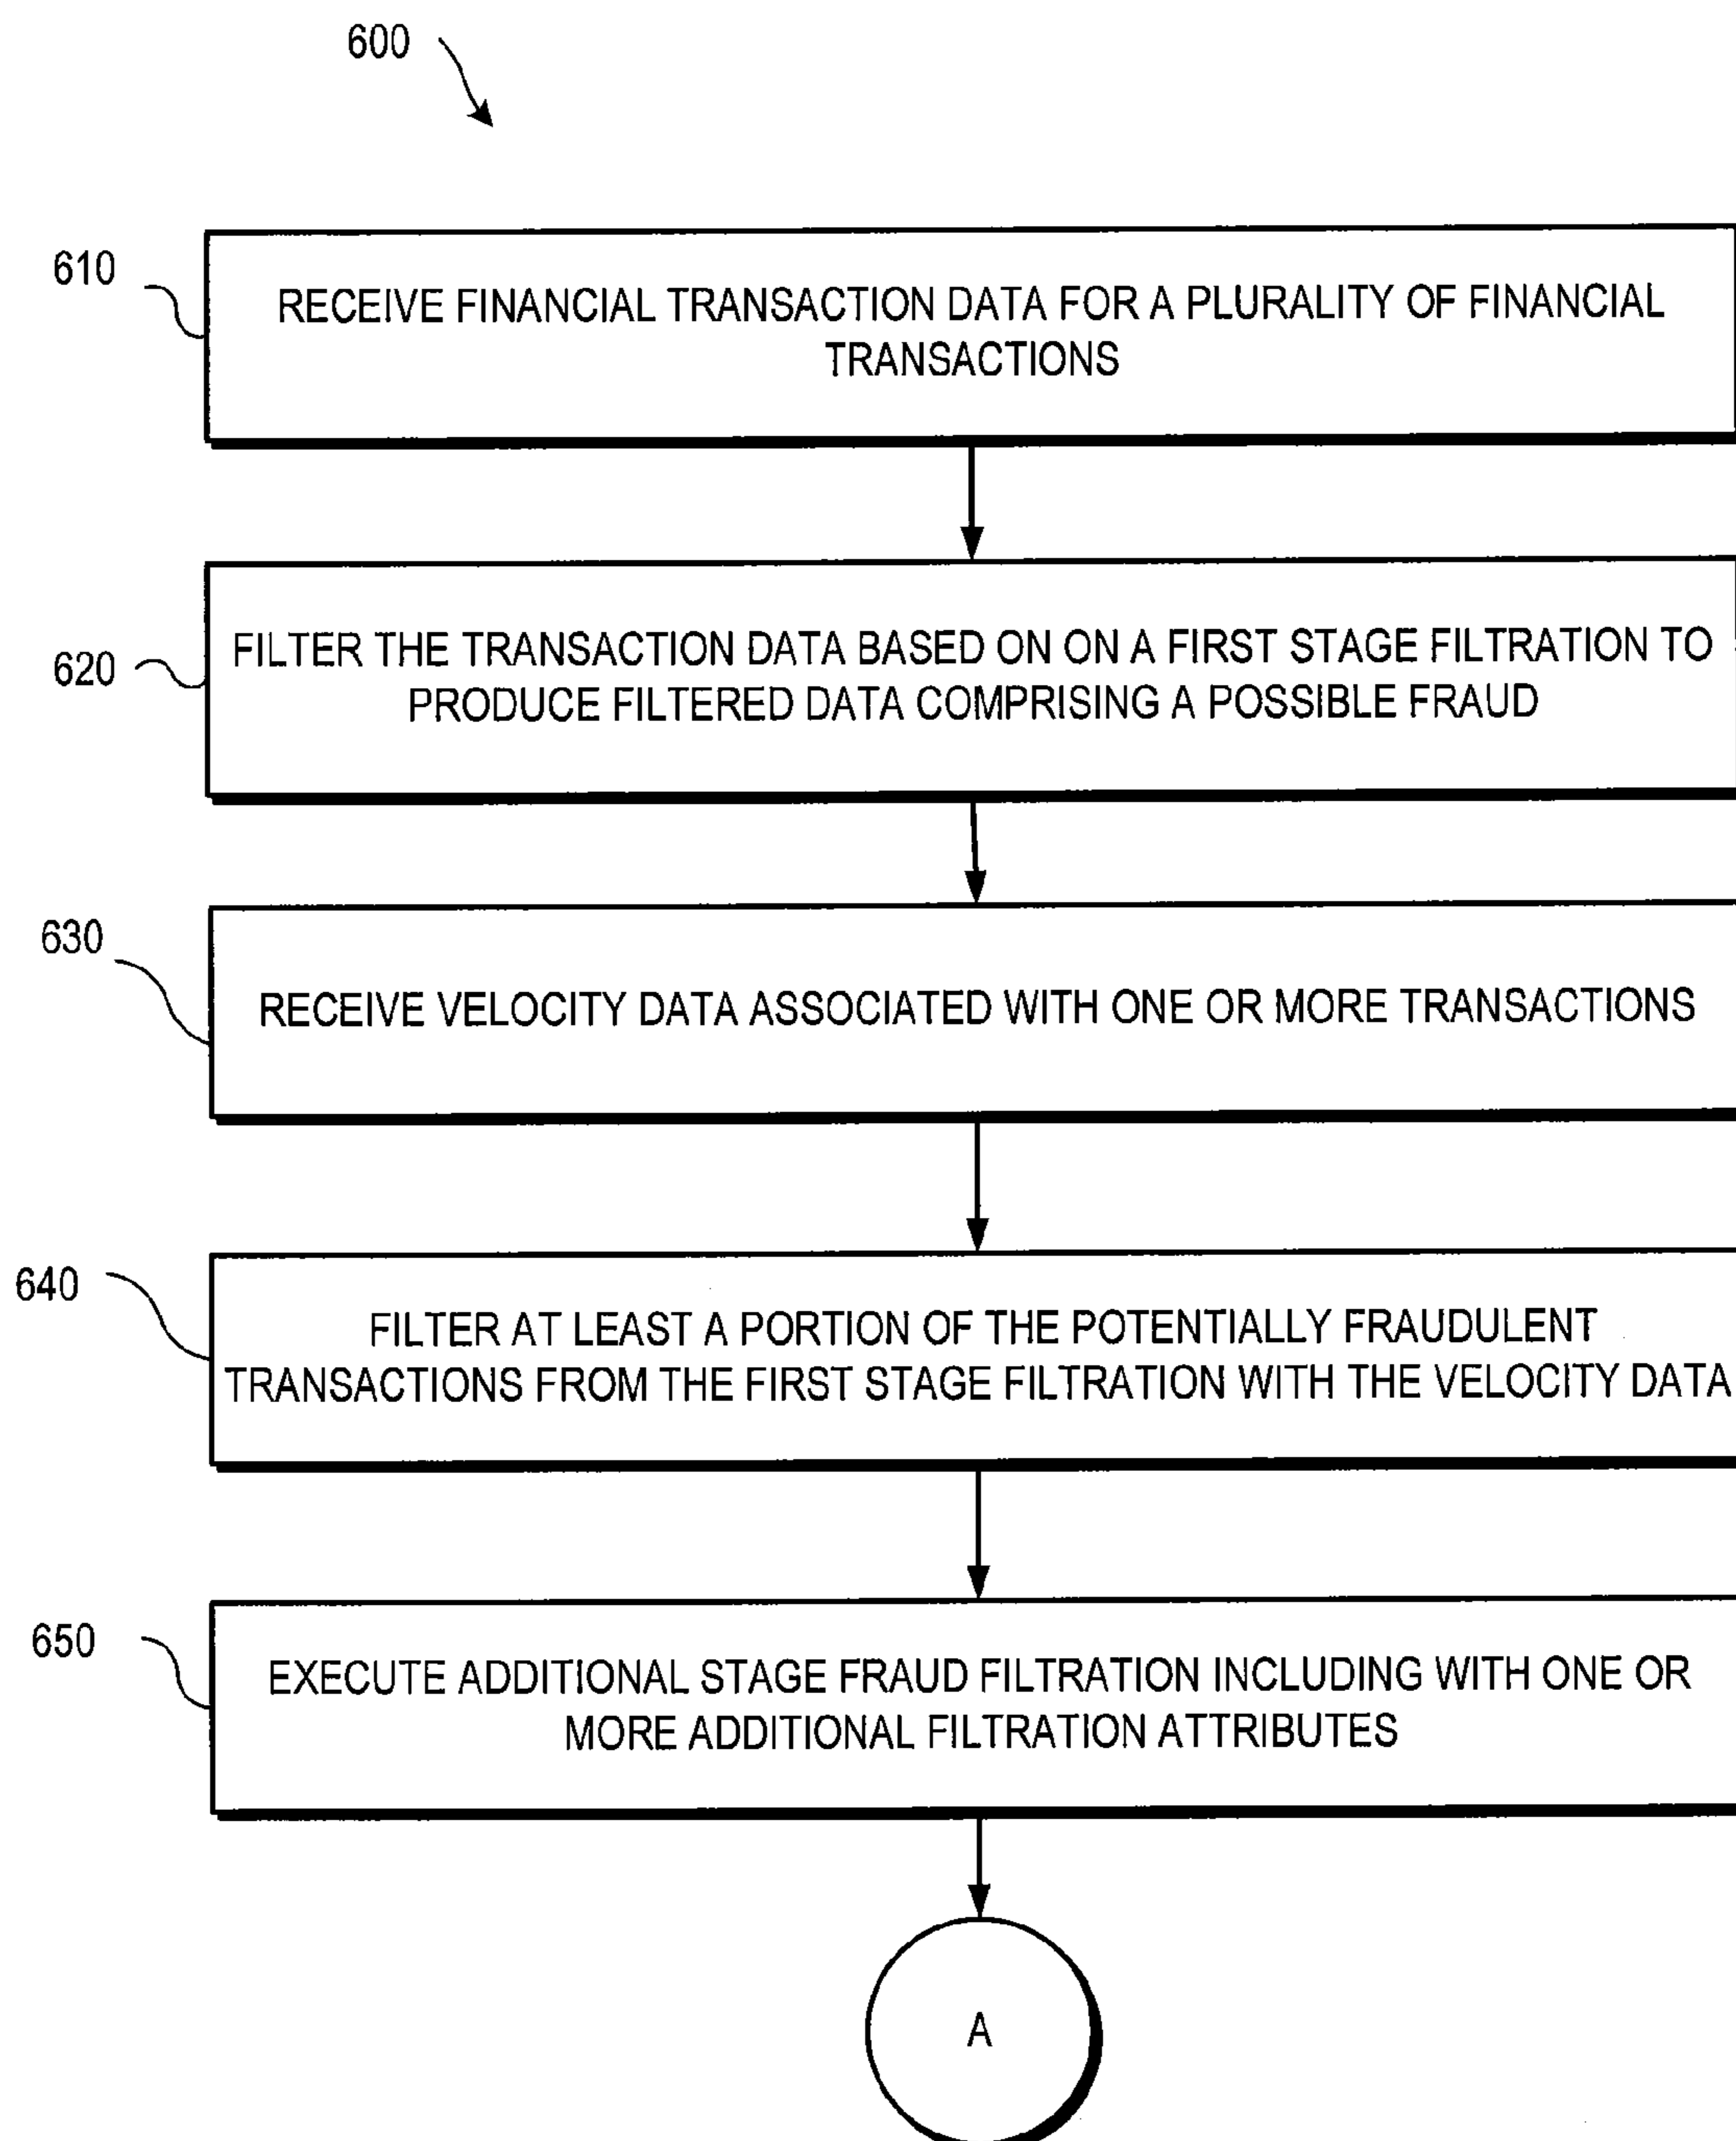 600
610
RECEIVE FINANCIAL TRANSACTION DATA FOR A PLURALITY OF FINANCIAL
TRANSACTIONS
620
FILTER THE TRANSACTION DATA BASED ON ON A FIRST STAGE FILTRATION TO
PRODUCE FILTERED DATA COMPRISING A POSSIBLE FRAUD
630
RECEIVE VELOCITY DATA ASSOCIATED WITH ONE OR MORE TRANSACTIONS
640
FILTER AT LEAST A PORTION OF THE POTENTIALLY FRAUDULENT
TRANSACTIONS FROM THE FIRST STAGE FILTRATION WITH THE VELOCITY DATA
650
EXECUTE ADDITIONAL STAGE FRAUD FILTRATION INCLUDING WITH ONE OR
MORE ADDITIONAL FILTRATION ATTRIBUTES
A